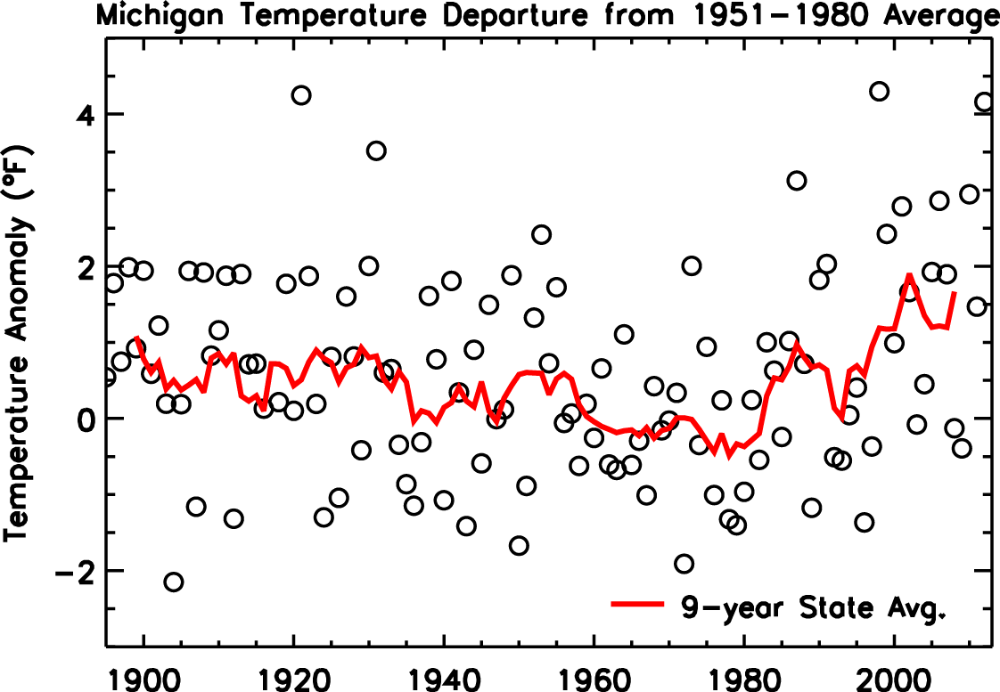 Michigan Temperature Departure from 1951-1980 Average
Temperature Anomaly (°F)
4
2
0
-2
9-year State Avg.
1900 1920 1940 1960 1980 2000